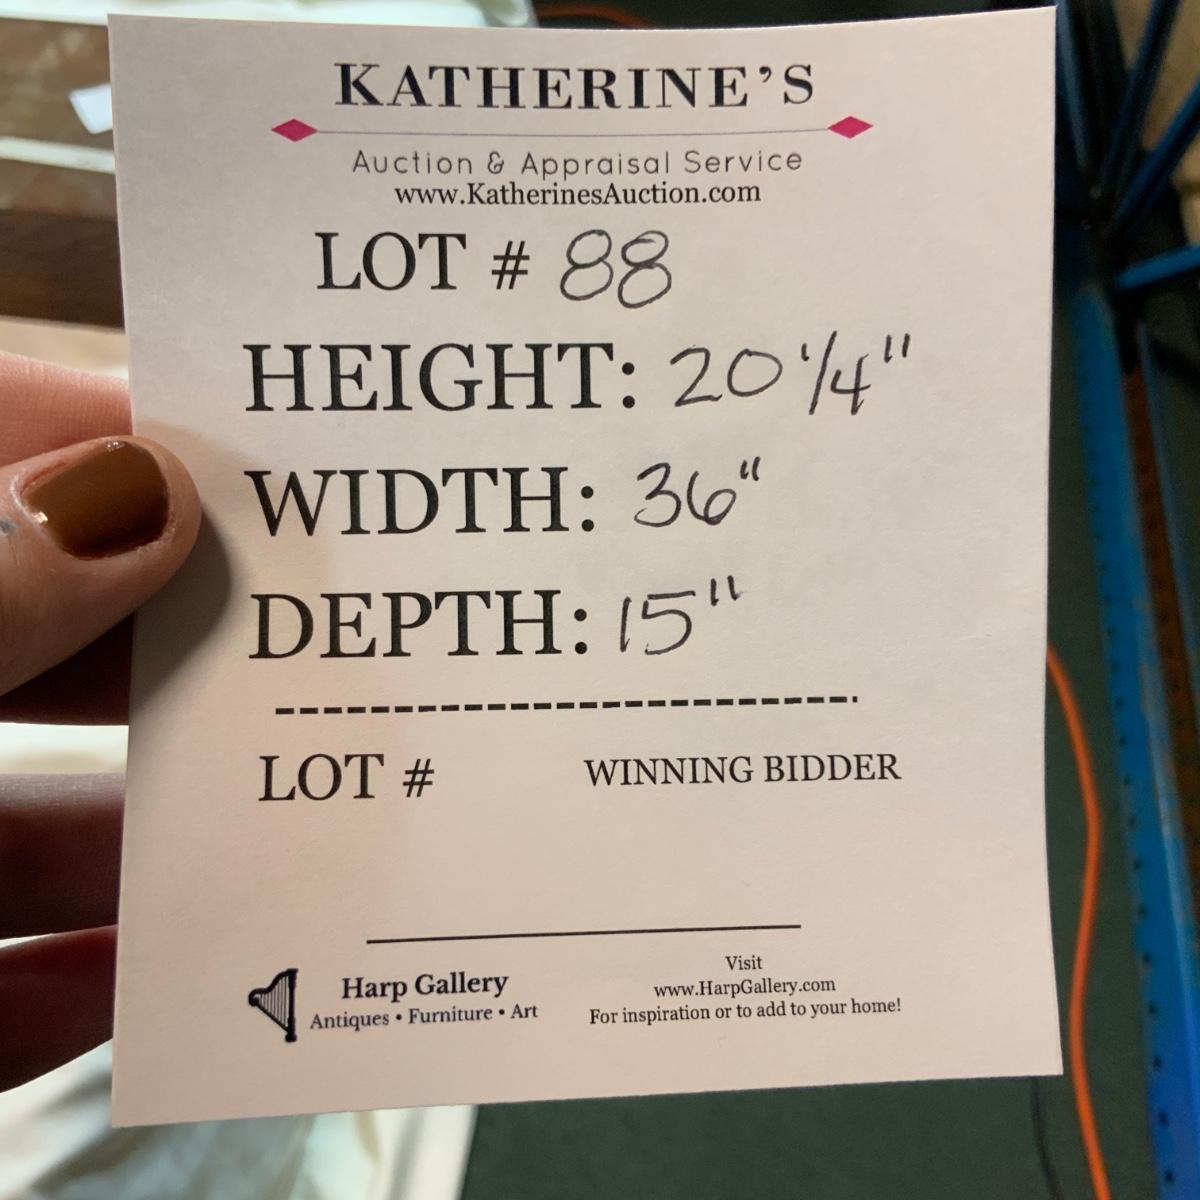 KATHERINE'S
Auction & Appraisal Service
www.KatherinesAuction.com
LOT # 88
HEIGHT: 20 1/4"
WIDTH: 36"
DEPTH: 15"
LOT # WINNING BIDDER
Harp Gallery
Antiques • Furniture • Art
Visit
www.HarpGallery.com
For inspiration or to add to your home!